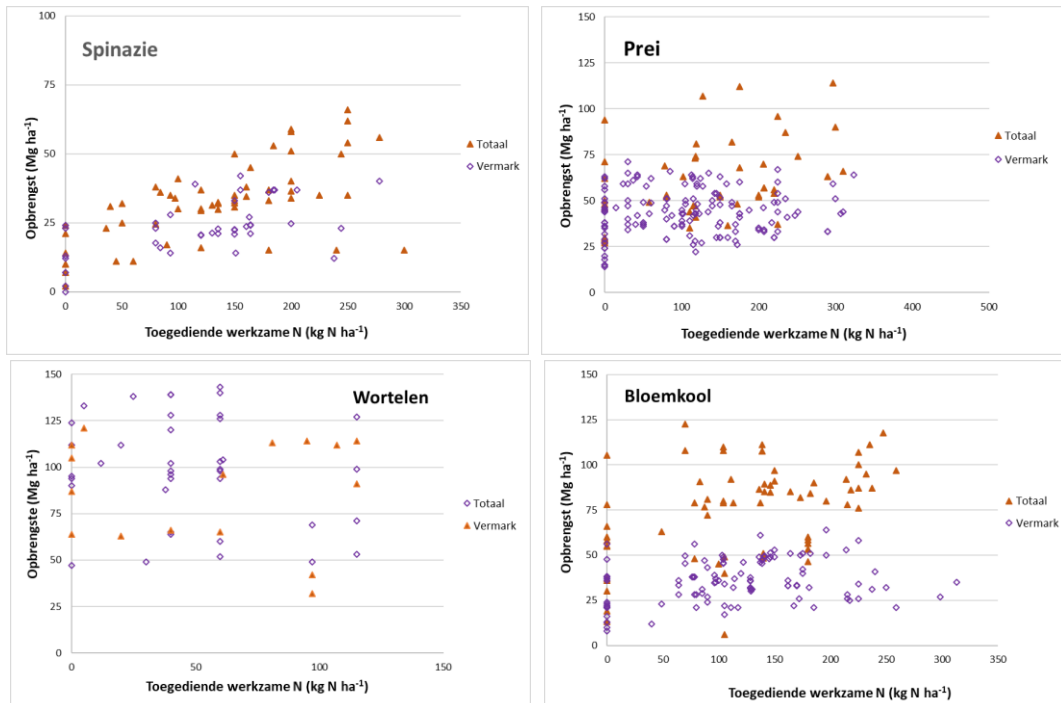 Spinazie
Opbrengst (Mg ha-1)
100
75
50
25
0
0 50 100 150 200 250 300 350
Toegediende werkzame N (kg N ha-1)
Totaal
Vermark
Prei
Opbrengst (Mg ha-1)
150
125
100
75
50
25
0
0 100 200 300 400 500
Toegediende werkzame N (kg N ha-1)
Totaal
Vermark
Wortelen
Opbrengste (Mg ha-1)
150
125
100
75
50
25
0
0 50 100 150
Toegediende werkzame N (kg N ha-1)
Totaal
Vermark
Bloemkool
Opbrengst (Mg ha-1)
150
125
100
75
50
25
0
0 50 100 150 200 250 300 350
Toegediende werkzame N (kg N ha-1)
Totaal
Vermark